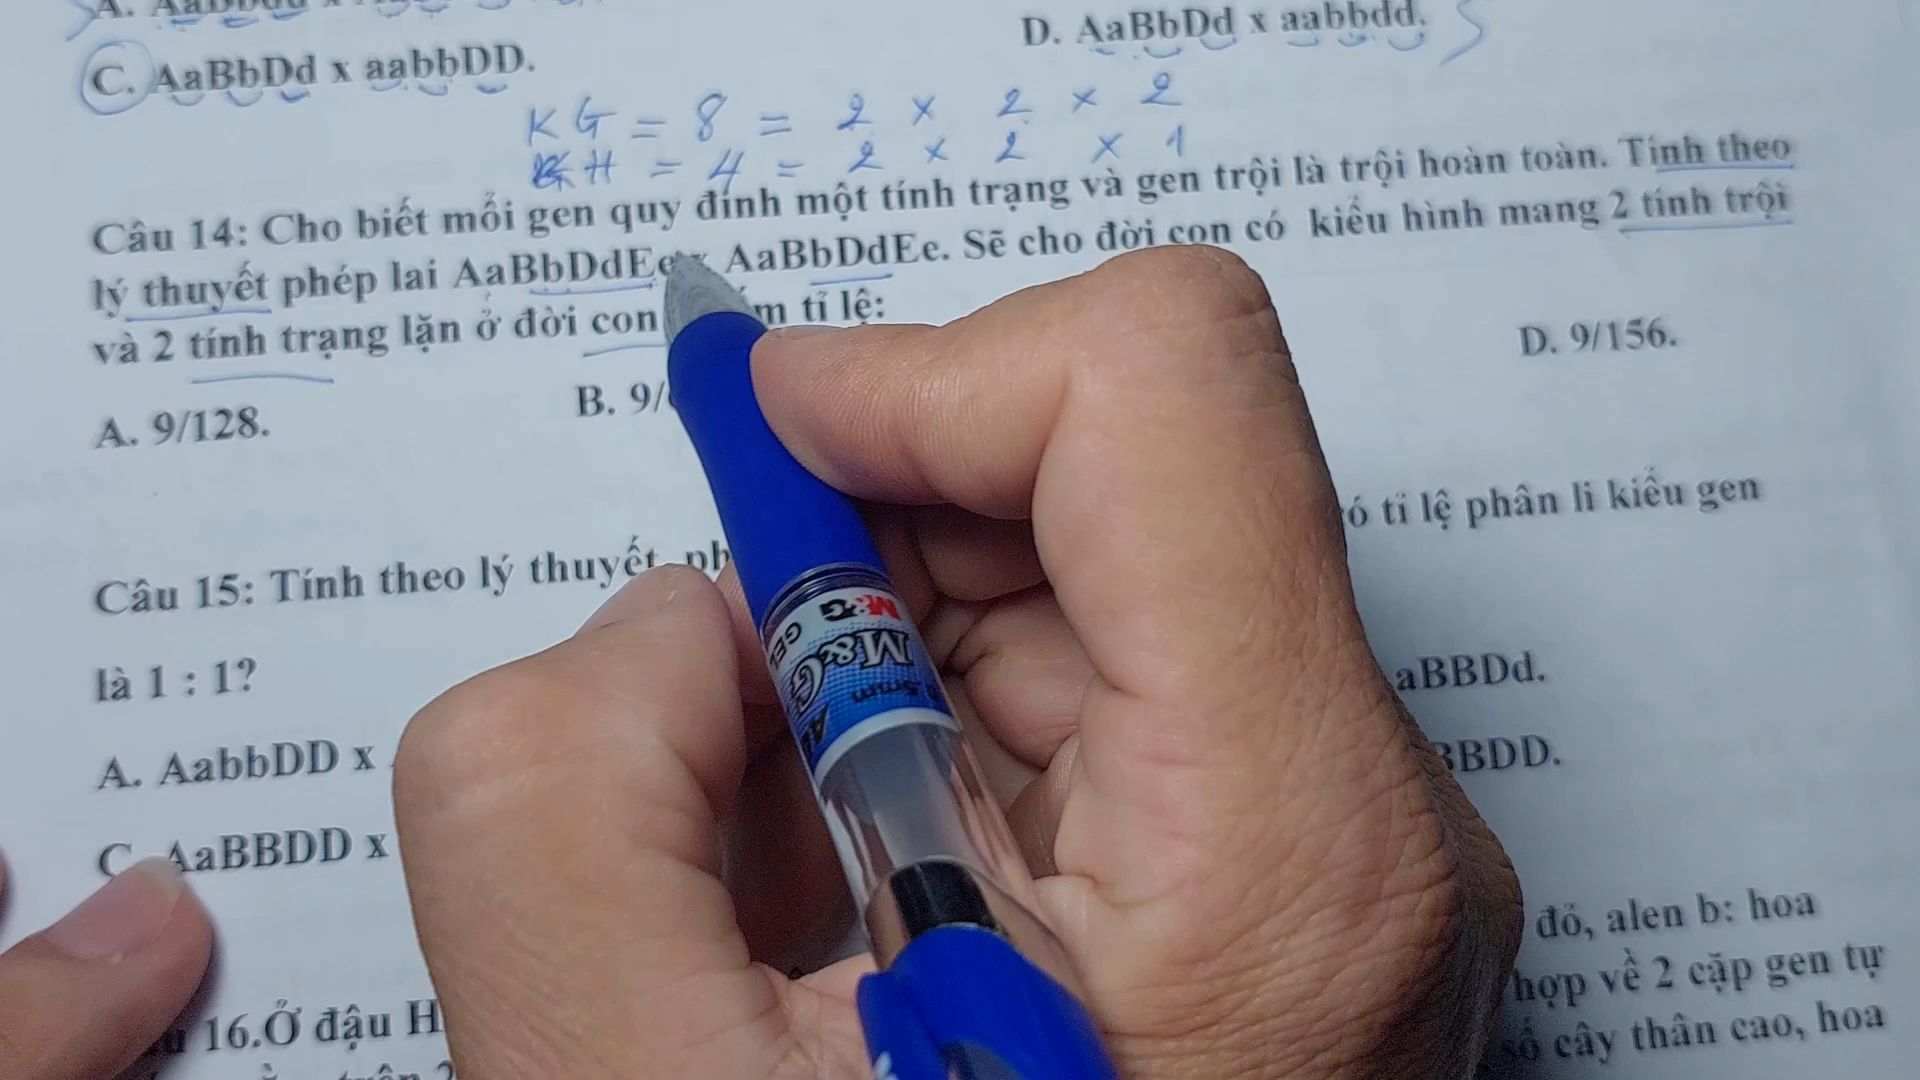 C. AaBbDd x aabbDD.
D. AaBbDd x aabbdd.
KG = 8 = 2 x 2 x 2
KH = 4 = 2 x 2 x 1
Câu 14: Cho biết mỗi gen quy định một tính trạng và gen trội là trội hoàn toàn. Tính theo
lý thuyết phép lai AaBbDdEe x AaBbDdEe. Sẽ cho đời con có kiểu hình mang 2 tính trội
và 2 tính trạng lặn ở đời con tỉ lệ:
A. 9/128.
B. 9/
D. 9/156.
Câu 15: Tính theo lý thuyết, ph
ó tỉ lệ phân li kiểu gen
là 1 : 1?
A. AabbDD x
aBBDd.
BBDD.
C. AaBBDD x
đỏ, alen b: hoa
16.Ở đậu H
hợp về 2 cặp gen tự
số cây thân cao, hoa
M&G
GEL
M&G